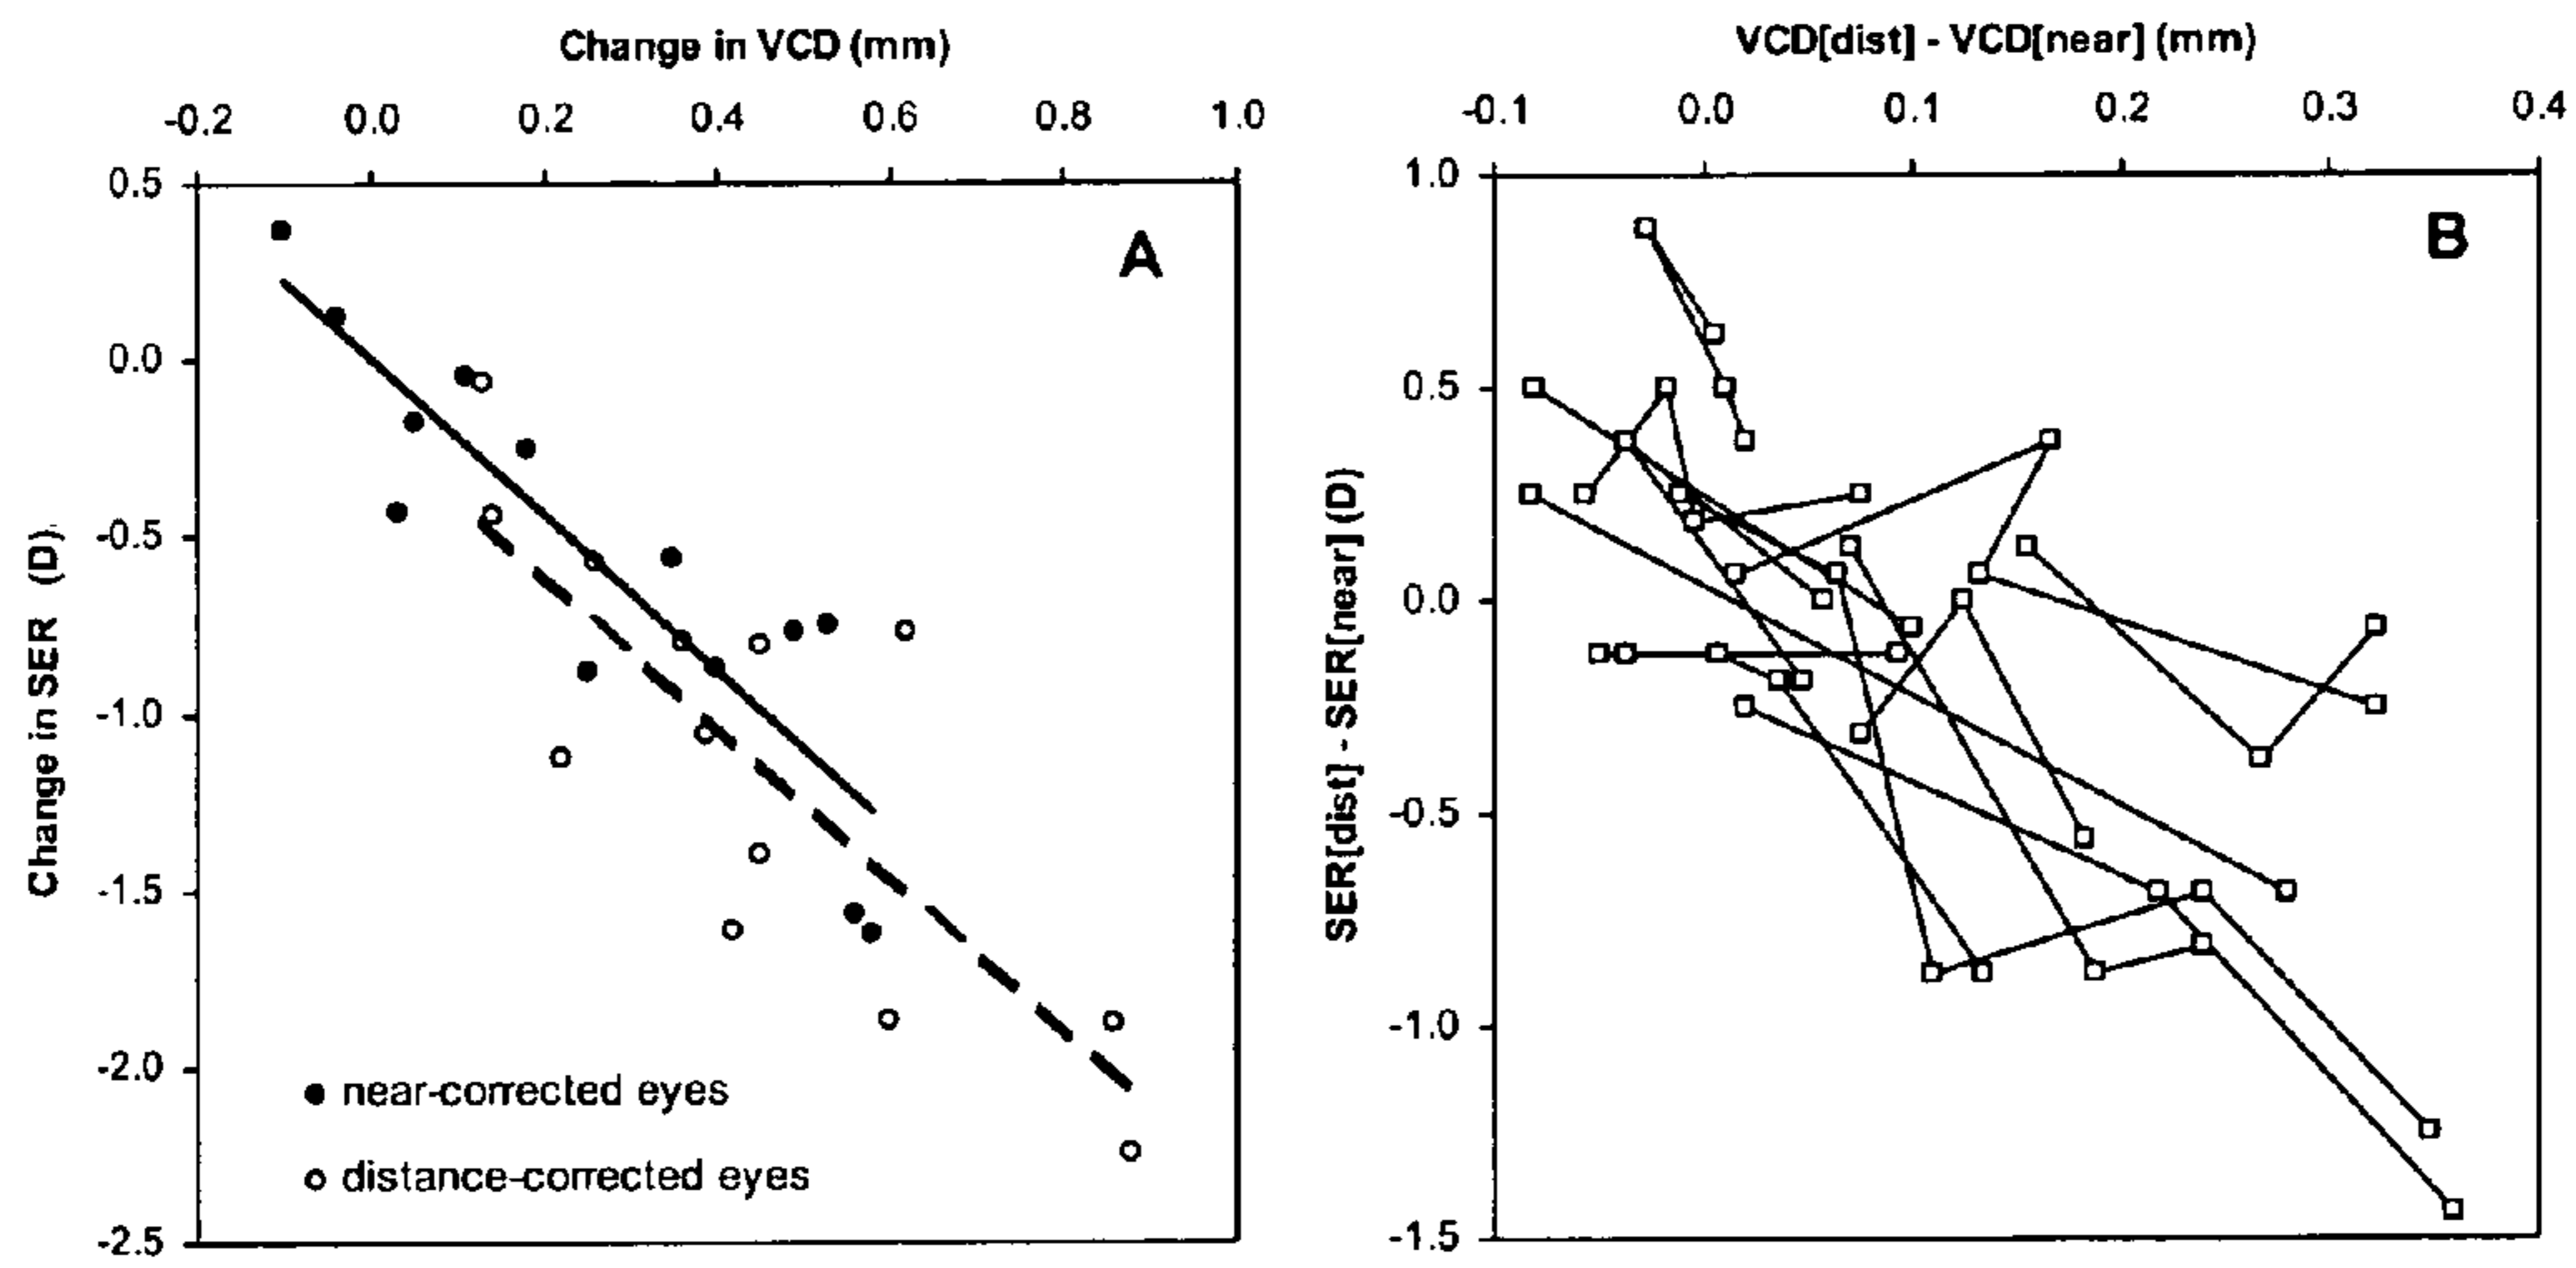 Change in VCD (mm)
-0.2 0.0 0.2 0.4 0.6 0.8 1.0
0.5
0.0
-0.5
-1.0
-1.5
-2.0
-2.5
Change in SER (D)
A
near-corrected eyes
distance-corrected eyes
VCD[dist] - VCD[near] (mm)
-0.1 0.0 0.1 0.2 0.3 0.4
1.0
0.5
0.0
-0.5
-1.0
-1.5
SER[dist] - SER[near] (D)
B